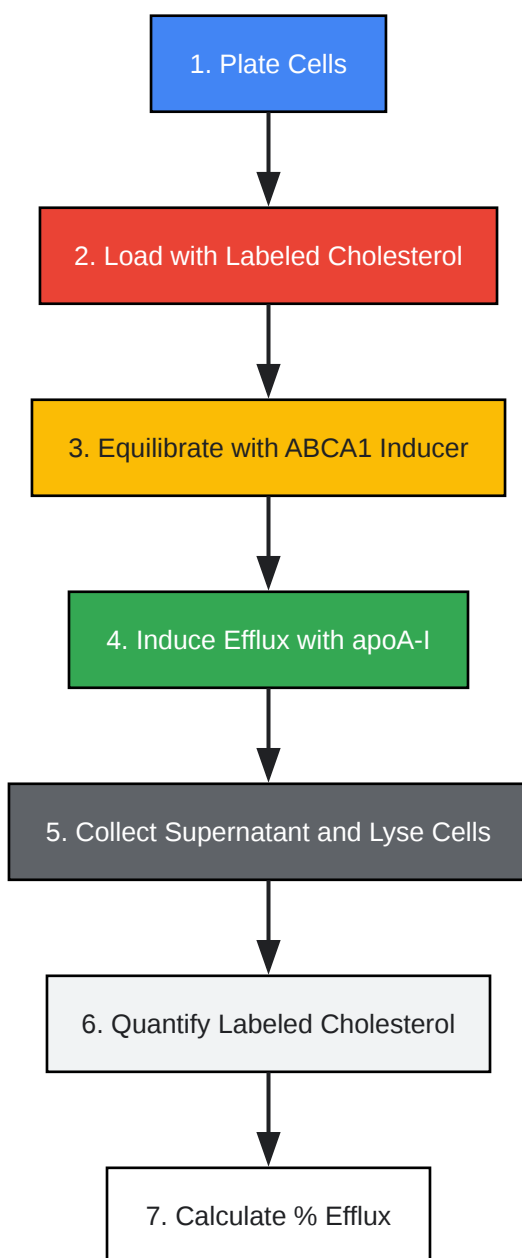 1. Plate Cells
2. Load with Labeled Cholesterol
3. Equilibrate with ABCA1 Inducer
4. Induce Efflux with apoA-I
5. Collect Supernatant and Lyse Cells
6. Quantify Labeled Cholesterol
7. Calculate % Efflux